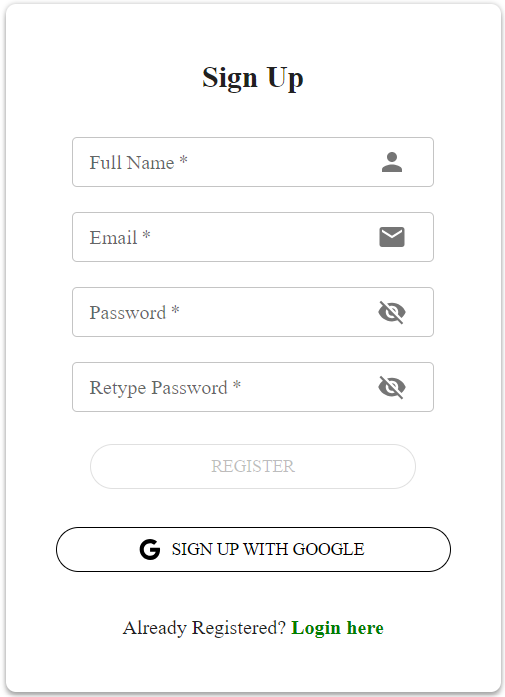 Sign Up
Full Name *
Email *
Password *
Retype Password *
REGISTER
SIGN UP WITH GOOGLE
Already Registered? Login here